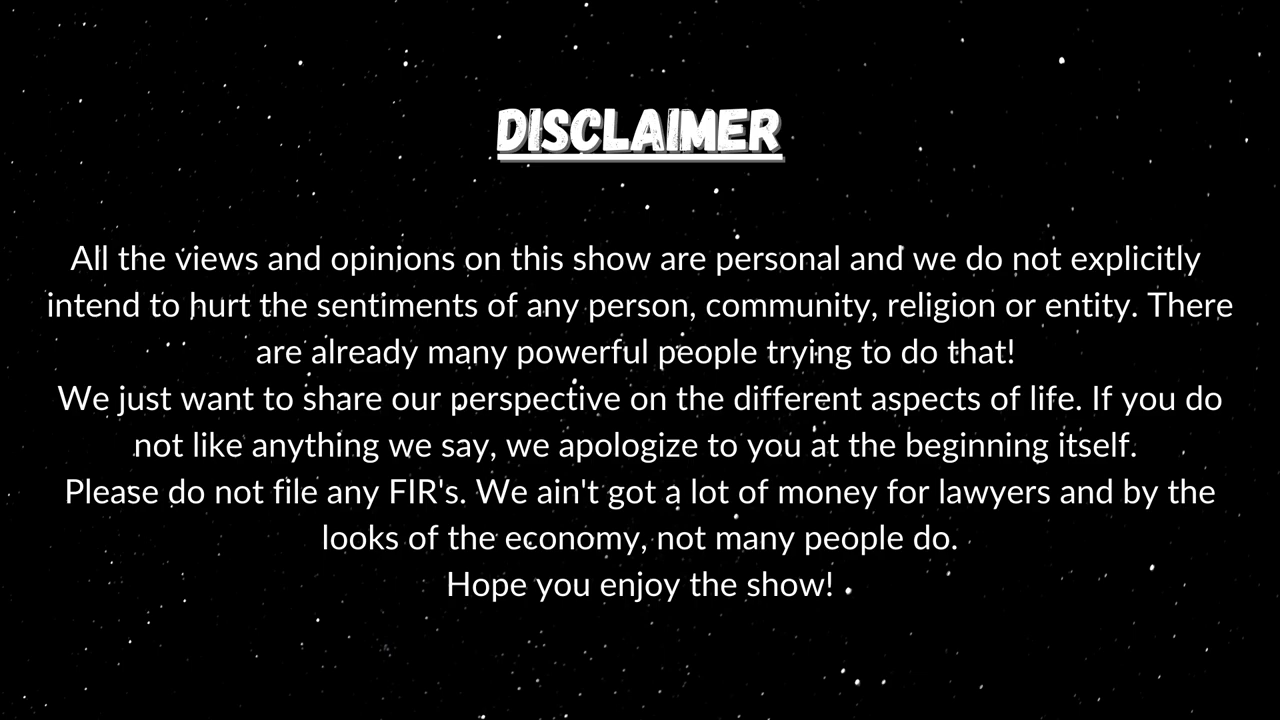 DISCLAIMER
All the views and opinions on this show are personal and we do not explicitly
intend to hurt the sentiments of any person, community, religion or entity. There
are already many powerful people trying to do that!
We just want to share our perspective on the different aspects of life. If you do
not like anything we say, we apologize to you at the beginning itself.
Please do not file any FIR's. We ain't got a lot of money for lawyers and by the
looks of the economy, not many people do.
Hope you enjoy the show!